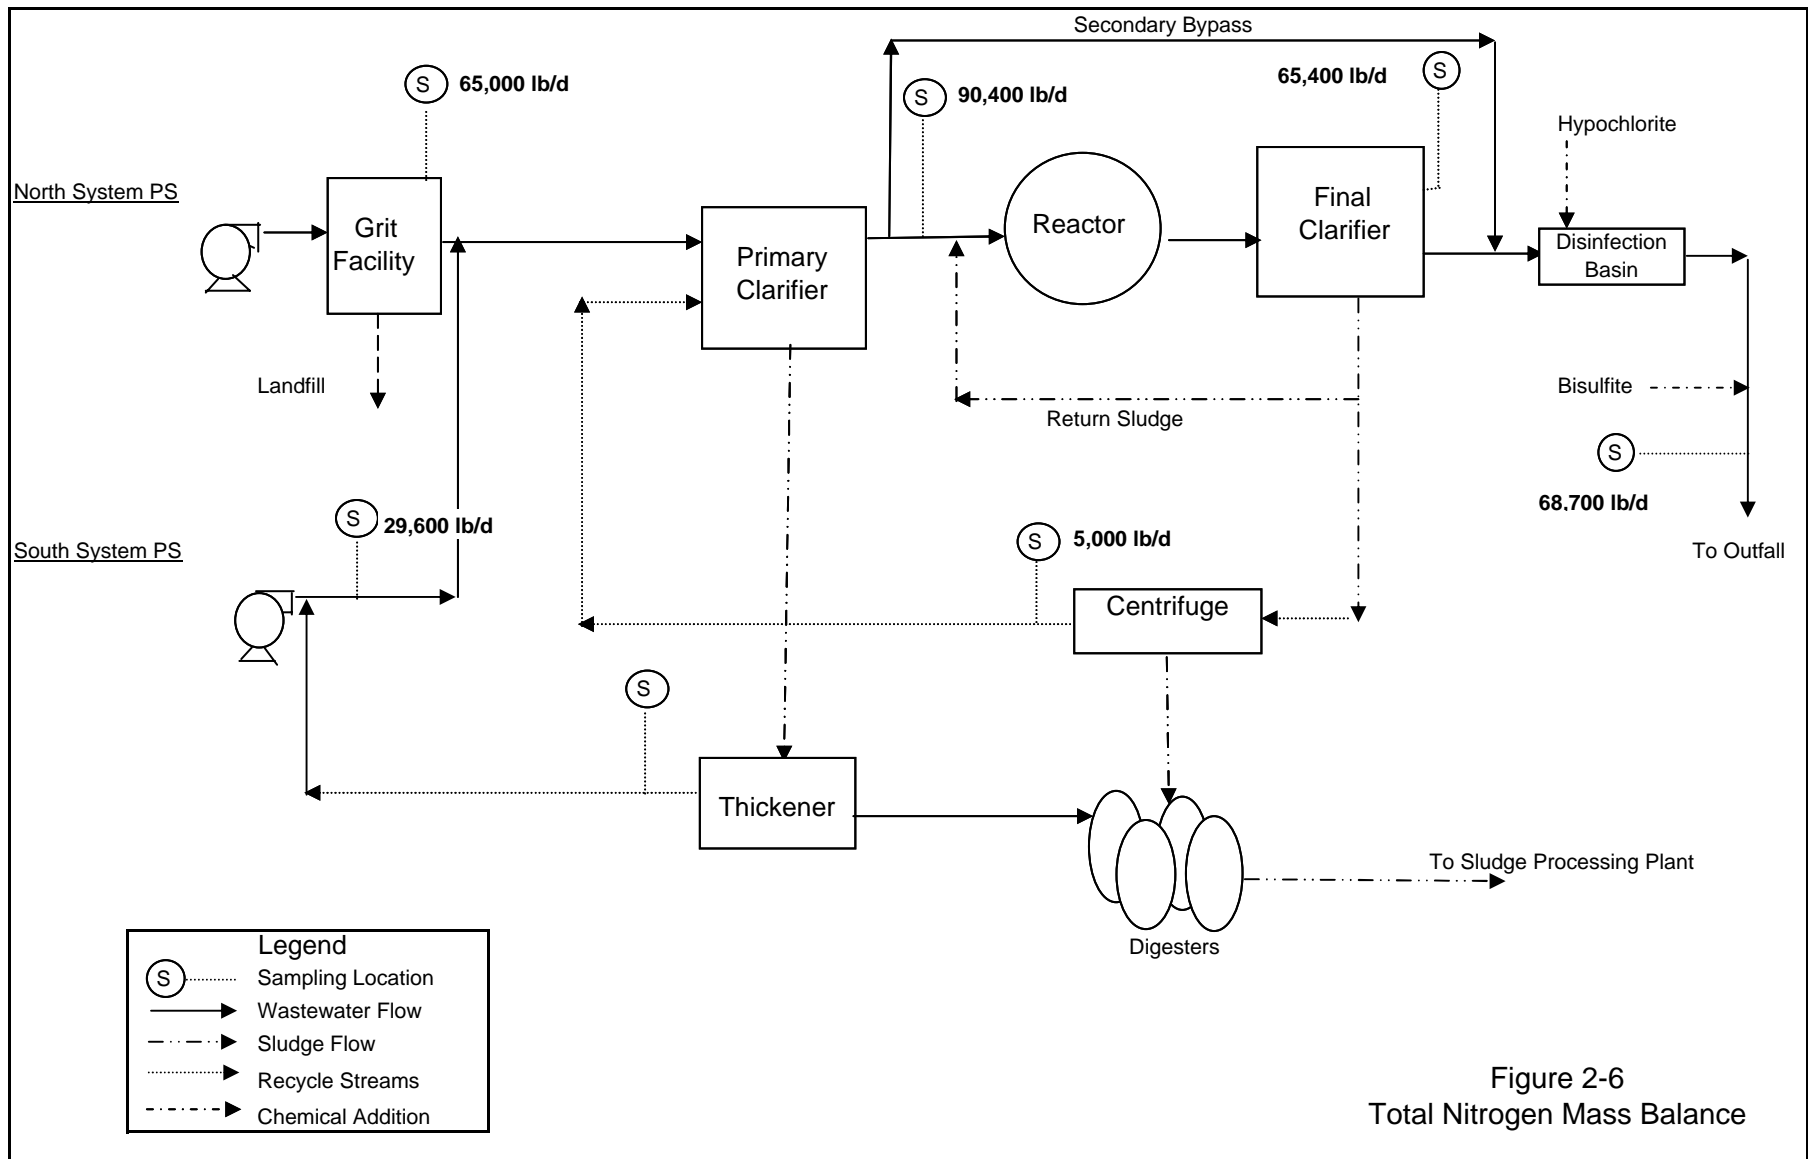 Secondary Bypass
S
65,000 lb/d
S
90,400 lb/d
65,400 lb/d
S
Hypochlorite
North System PS
Grit
Facility
Primary
Clarifier
Reactor
Final
Clarifier
Disinfection
Basin
Landfill
Return Sludge
Bisulfite
S
68,700 lb/d
To Outfall
S
29,600 lb/d
South System PS
S
5,000 lb/d
Centrifuge
S
Thickener
To Sludge Processing Plant
Digesters
Legend
S
Sampling Location
Wastewater Flow
Sludge Flow
Recycle Streams
Chemical Addition
Figure 2-6
Total Nitrogen Mass Balance